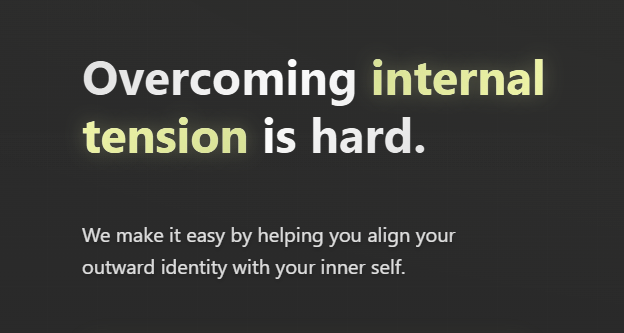 Overcoming internal
tension is hard.
We make it easy by helping you align your
outward identity with your inner self.